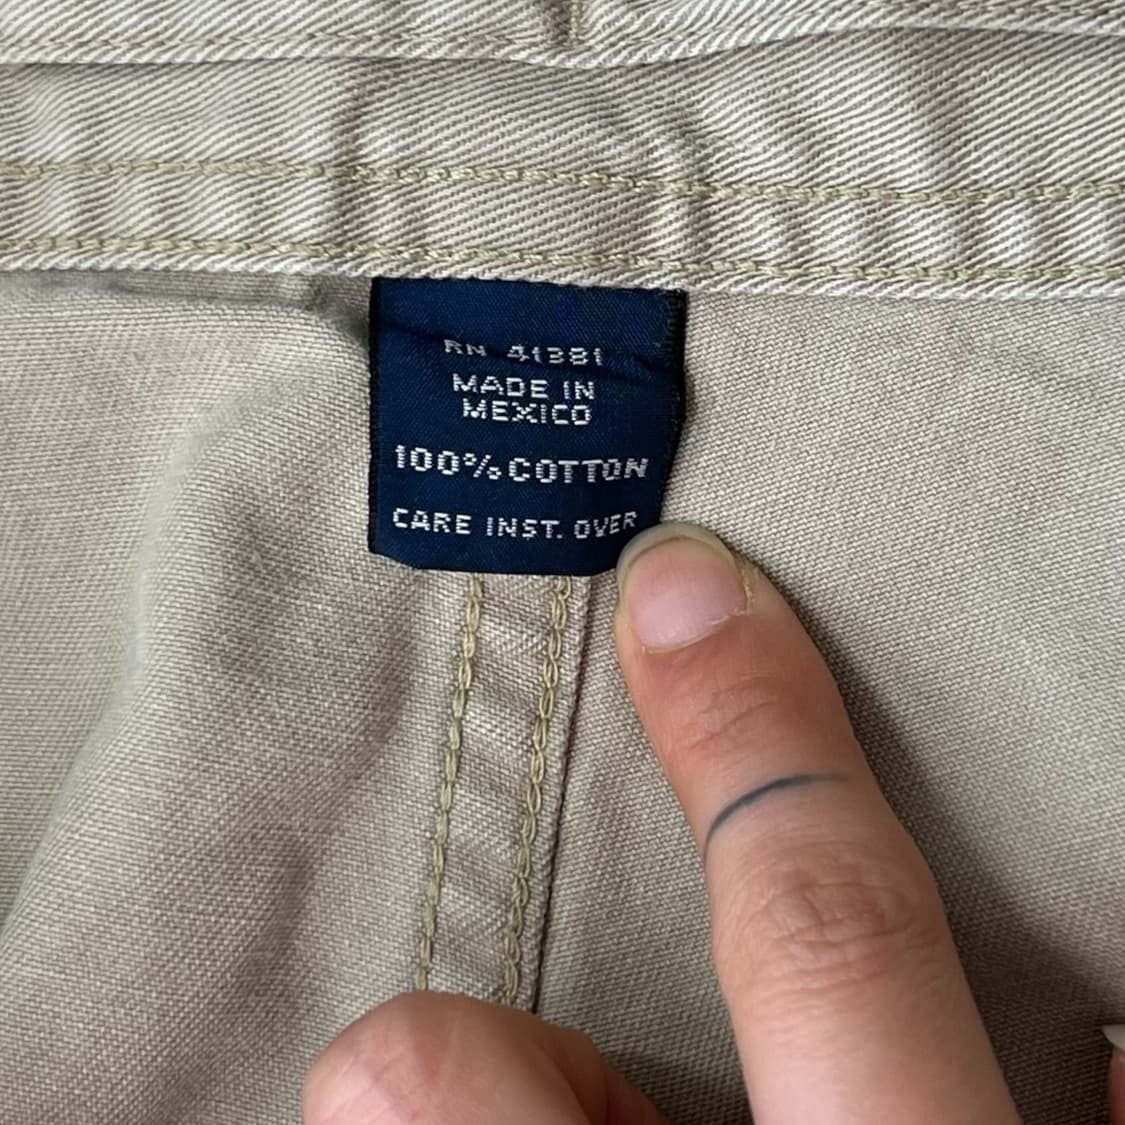 RN 41381
MADE IN
MEXICO
100% COTTON
CARE INST. OVER